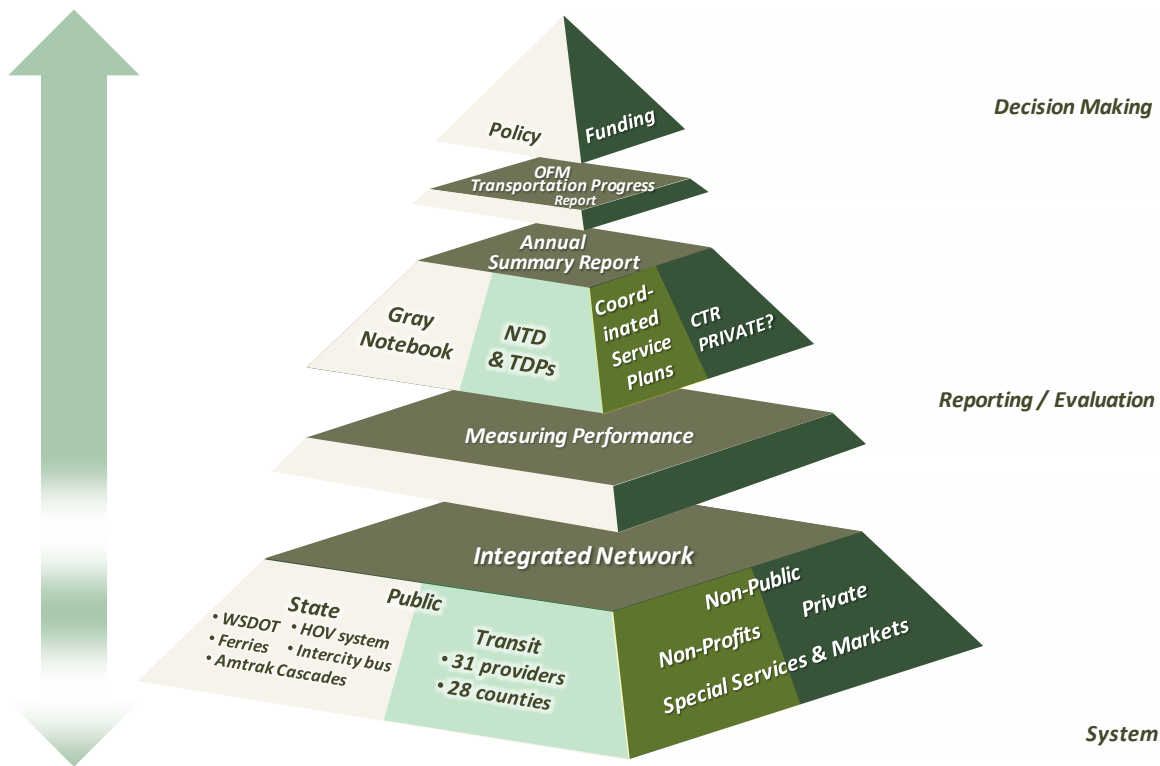 Decision Making
Policy
Funding
OFM
Transportation Progress
Report
Annual
Summary Report
Gray
Notebook
NTD
& TDPs
Coord-
inated
Service
Plans
CTR
PRIVATE?
Reporting / Evaluation
Measuring Performance
Integrated Network
Public
State
• WSDOT • HOV system
• Ferries • Intercity bus
• Amtrak Cascades
Transit
• 31 providers
• 28 counties
Non-Public
Non-Profits
Private
Special Services & Markets
System